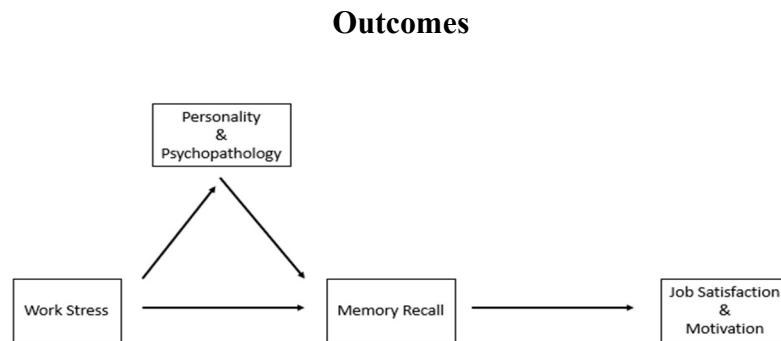 Outcomes
Personality
&
Psychopathology
Work Stress
Memory Recall
Job Satisfaction
&
Motivation